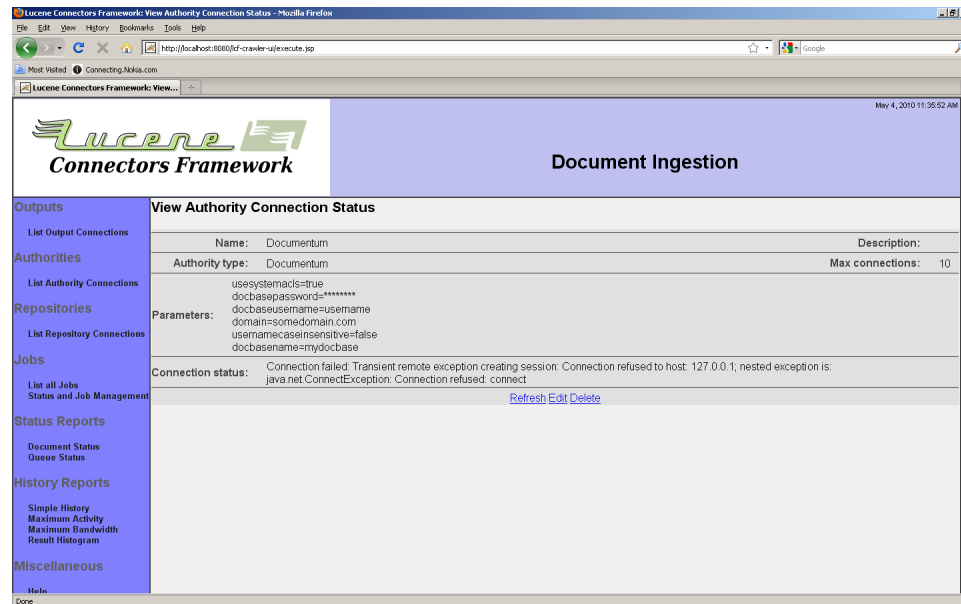 Lucene Connectors Framework: View Authority Connection Status - Mozilla Firefox
File Edit View History Bookmarks Tools Help
http://localhost:8080/lcf-crawler-ui/execute.jsp
Google
Most Visited Connecting.Nokia.com
Lucene Connectors Framework: View...
May 4, 2010 11:35:52 AM
Lucene
Connectors Framework
Document Ingestion
Outputs
List Output Connections
Authorities
List Authority Connections
Repositories
List Repository Connections
Jobs
List all Jobs
Status and Job Management
Status Reports
Document Status
Queue Status
History Reports
Simple History
Maximum Activity
Maximum Bandwidth
Result Histogram
Miscellaneous
Help
View Authority Connection Status
Name: Documentum Description:
Authority type: Documentum Max connections: 10
Parameters:
usesystemacls=true
docbasepassword=********
docbaseusername=username
domain=somedomain.com
usernamecaseinsensitive=false
docbasename=mydocbase
Connection status: Connection failed: Transient remote exception creating session: Connection refused to host: 127.0.0.1; nested exception is:
java.net.ConnectException: Connection refused: connect
Refresh Edit Delete
Done